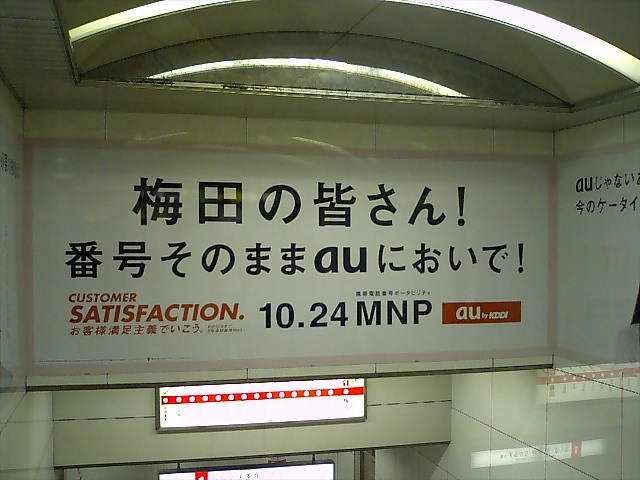 梅田の皆さん!
番号そのままauにおいで!
CUSTOMER
SATISFACTION.
お客様満足主義でいこう。
携帯電話番号ポータビリティ
10.24 MNP
au by KDDI
auじゃない
今のケータイ